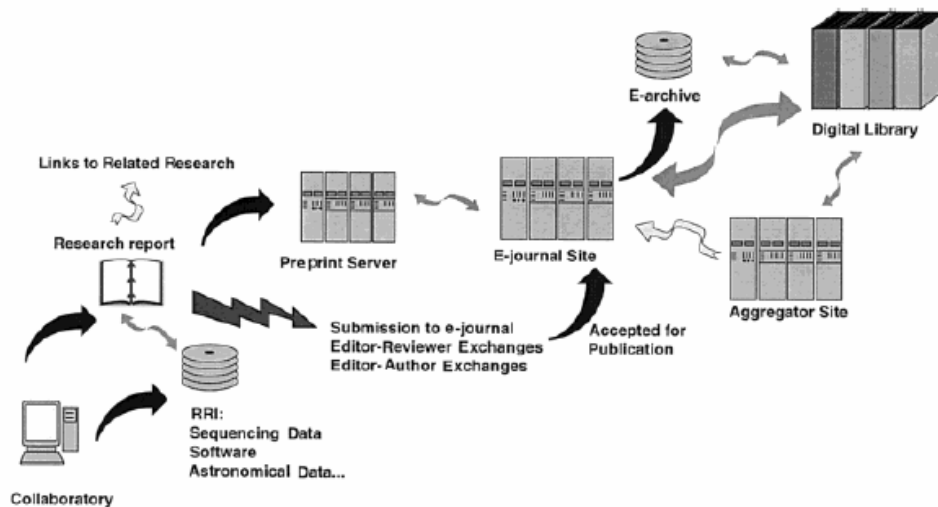 E-archive
Digital Library
Links to Related Research
Research report
Preprint Server
E-journal Site
Aggregator Site
Submission to e-journal
Editor-Reviewer Exchanges
Editor-Author Exchanges
Accepted for
Publication
RRI:
Sequencing Data
Software
Astronomical Data...
Collaboratory